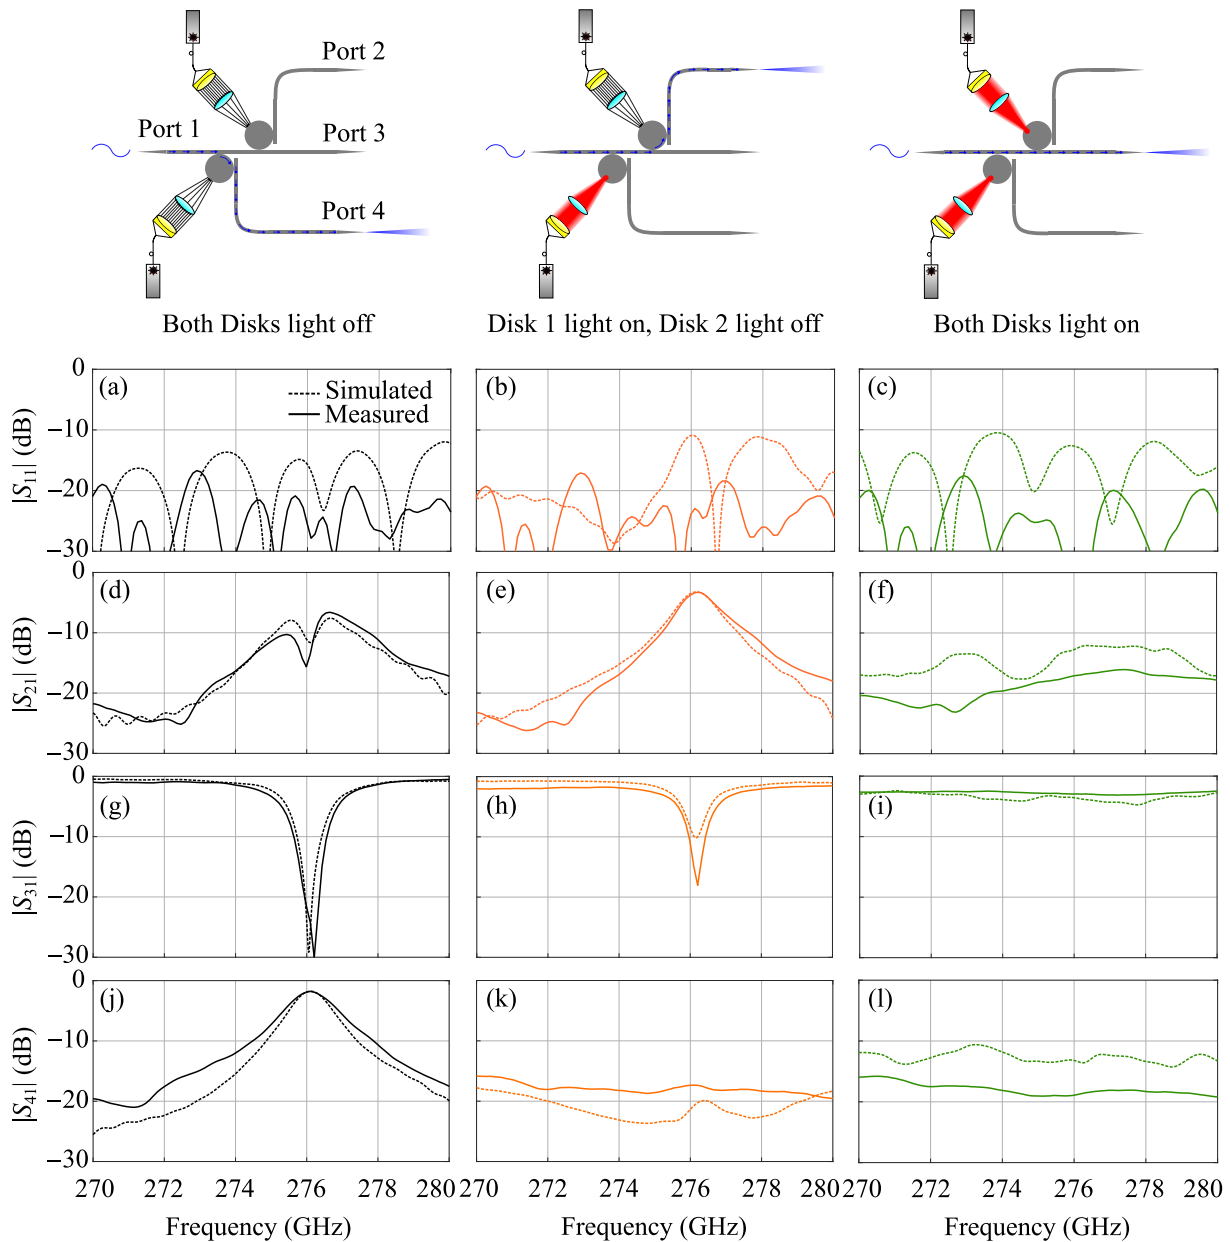 Port 2
Port 1
Port 3
Port 4
Both Disks light off
Disk 1 light on, Disk 2 light off
Both Disks light on
0
(a)
Simulated
Measured
(b)
(c)
−10
−20
−30
|S11| (dB)
0
(d)
(e)
(f)
−10
−20
−30
|S21| (dB)
0
(g)
(h)
(i)
−10
−20
−30
|S31| (dB)
0
(j)
(k)
(l)
−10
−20
−30
|S41| (dB)
270 272 274 276 278 280
270 272 274 276 278 280
270 272 274 276 278 280
Frequency (GHz)
Frequency (GHz)
Frequency (GHz)